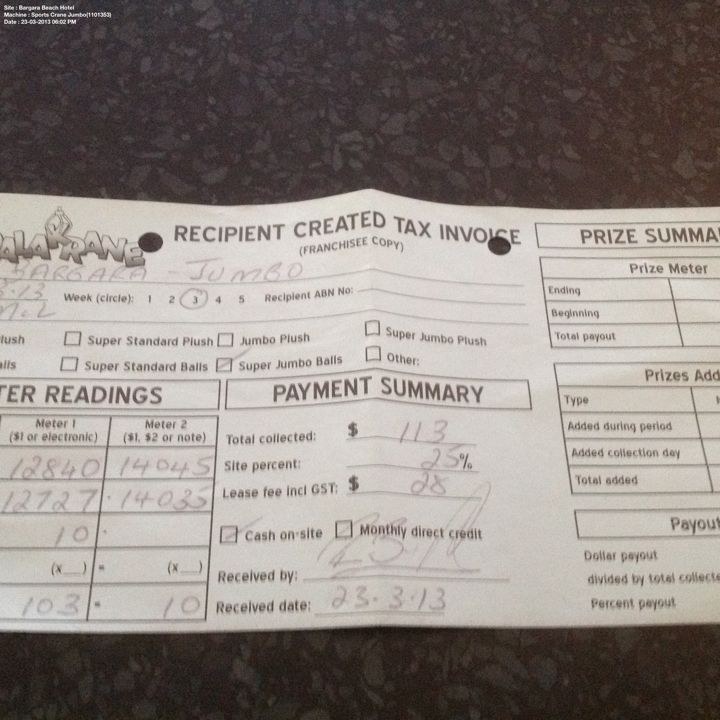 Site : Bargara Beach Hotel
Machine : Sports Crane Jumbo(1101353)
Date : 23-03-2013 06:02 PM
RECIPIENT CREATED TAX INVOICE
(FRANCHISEE COPY)
PRIZE SUMMA
BARGARA - JUMBO
Week (circle): 1 2 3 4 5 Recipient ABN No:
Prize Meter
Ending
Beginning
Total payout
lush Super Standard Plush Jumbo Plush Super Jumbo Plush
alls Super Standard Balls Super Jumbo Balls Other:
TER READINGS
PAYMENT SUMMARY
Prizes Add
Type
Added during period
Added collection day
Total added
Meter 1 Meter 2
($1 or electronic) ($1, $2 or note)
12840 14045
12727 14035
10
(x__) = (x__)
103 = 10
Total collected: $ 113
Site percent: 25%
Lease fee incl GST: $ 28
Cash on-site Monthly direct credit
Received by:
Received date: 23.3.13
Payou
Dollar payout
divided by total collecte
Percent payout